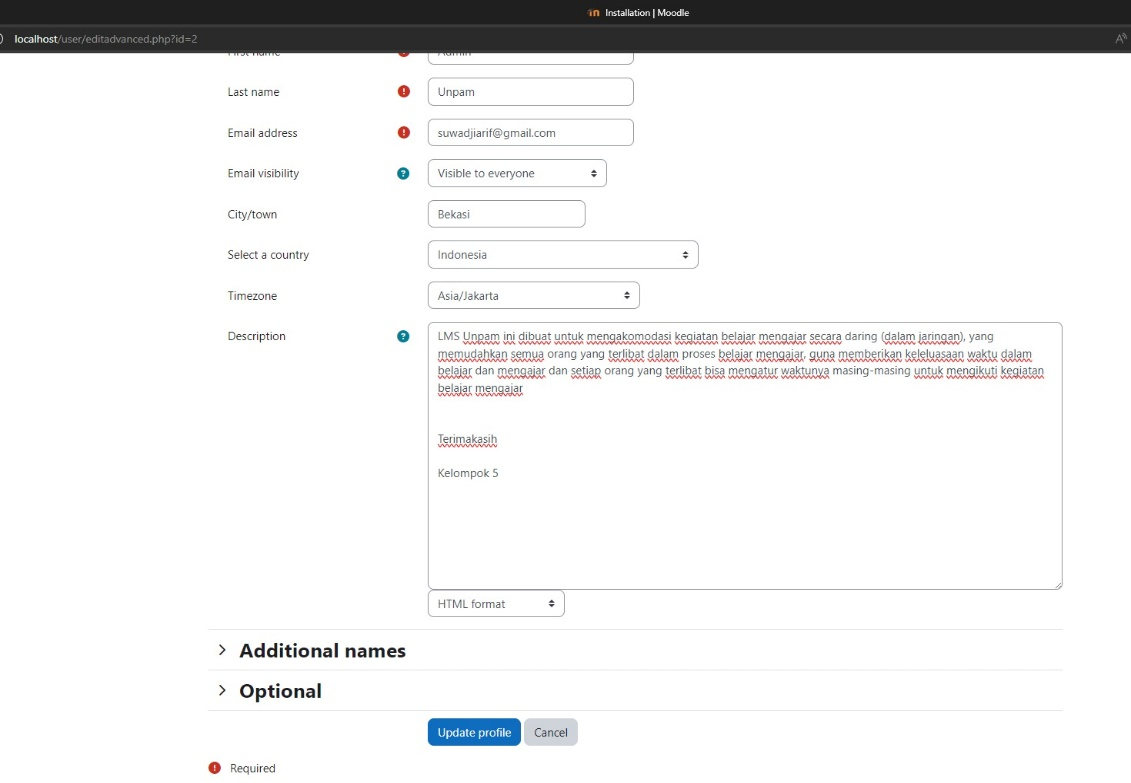 Installation | Moodle
localhost/user/editadvanced.php?id=2
First name Admin
Last name Unpam
Email address suwadjiarif@gmail.com
Email visibility Visible to everyone
City/town Bekasi
Select a country Indonesia
Timezone Asia/Jakarta
Description
LMS Unpam ini dibuat untuk mengakomodasi kegiatan belajar mengajar secara daring (dalam jaringan), yang
memudahkan semua orang yang terlibat dalam proses belajar mengajar, guna memberikan keleluasaan waktu dalam
belajar dan mengajar dan setiap orang yang terlibat bisa mengatur waktunya masing-masing untuk mengikuti kegiatan
belajar mengajar
Terimakasih
Kelompok 5
HTML format
Additional names
Optional
Update profile Cancel
Required